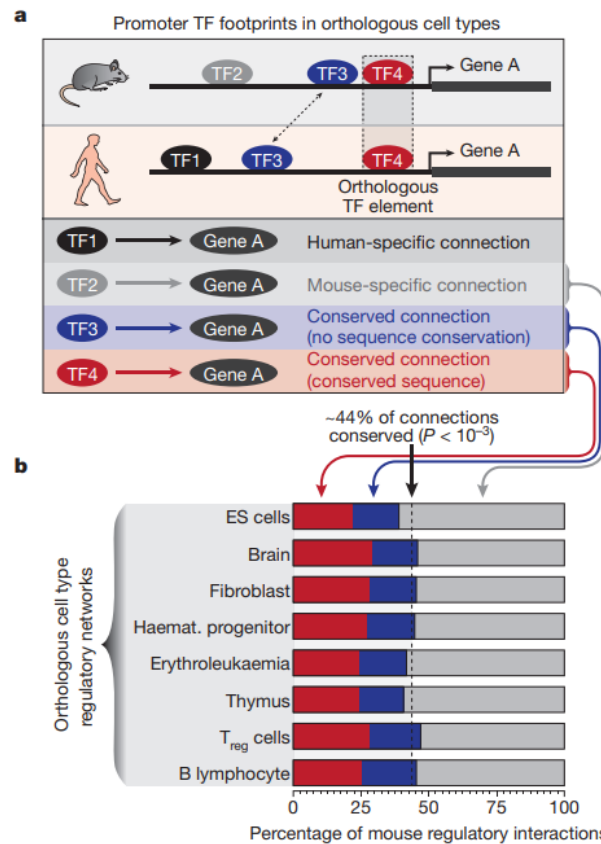 a
Promoter TF footprints in orthologous cell types
TF2 TF3 TF4 Gene A
TF1 TF3 TF4 Gene A
Orthologous
TF element
TF1 Gene A Human-specific connection
TF2 Gene A Mouse-specific connection
TF3 Gene A Conserved connection
(no sequence conservation)
TF4 Gene A Conserved connection
(conserved sequence)
~44% of connections
conserved (P < 10⁻³)
b
Orthologous cell type
regulatory networks
ES cells
Brain
Fibroblast
Haemat. progenitor
Erythroleukaemia
Thymus
Treg cells
B lymphocyte
0 25 50 75 100
Percentage of mouse regulatory interactions